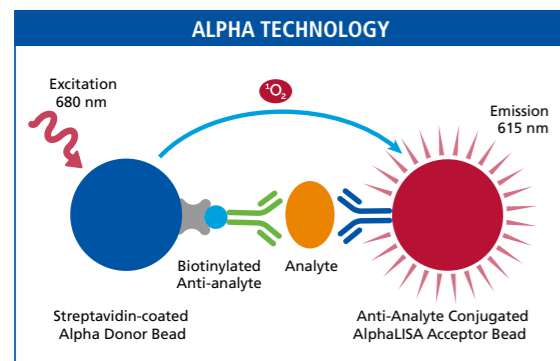 ALPHA TECHNOLOGY
Excitation
680 nm
¹O₂
Emission
615 nm
Biotinylated
Anti-analyte
Analyte
Streptavidin-coated
Alpha Donor Bead
Anti-Analyte Conjugated
AlphaLISA Acceptor Bead